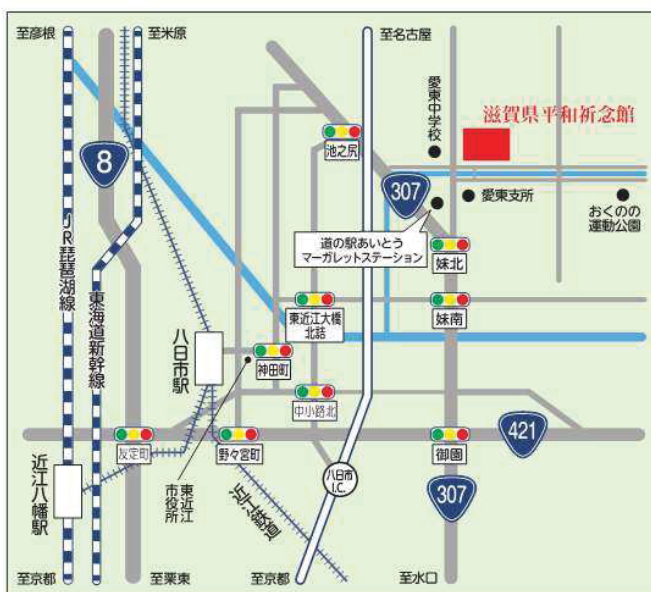 至彦根
至米原
至名古屋
8
池之尻
愛東中学校
滋賀県平和祈念館
307
愛東支所
おくのの
運動公園
道の駅あいとう
マーガレットステーション
妹北
JR琵琶湖線
東海道新幹線
八日市駅
東近江大橋
北詰
妹南
神田町
中小路北
友定町
野々宮町
御園
421
近江八幡駅
東近江
市役所
近江鉄道
八日市
I.C.
307
至京都
至栗東
至京都
至水口